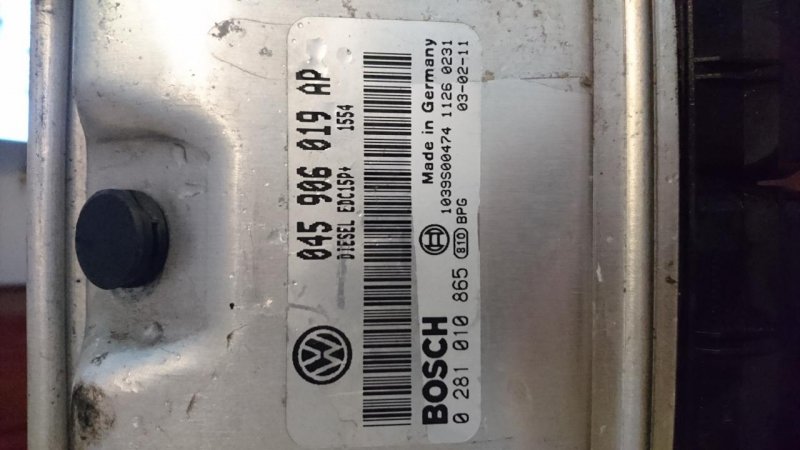 045 906 019 AP
DIESEL EDC15P+ 1554
Made in Germany
1039S00474 1126 0231
810 BPG 03-02-11
BOSCH
0 281 010 865